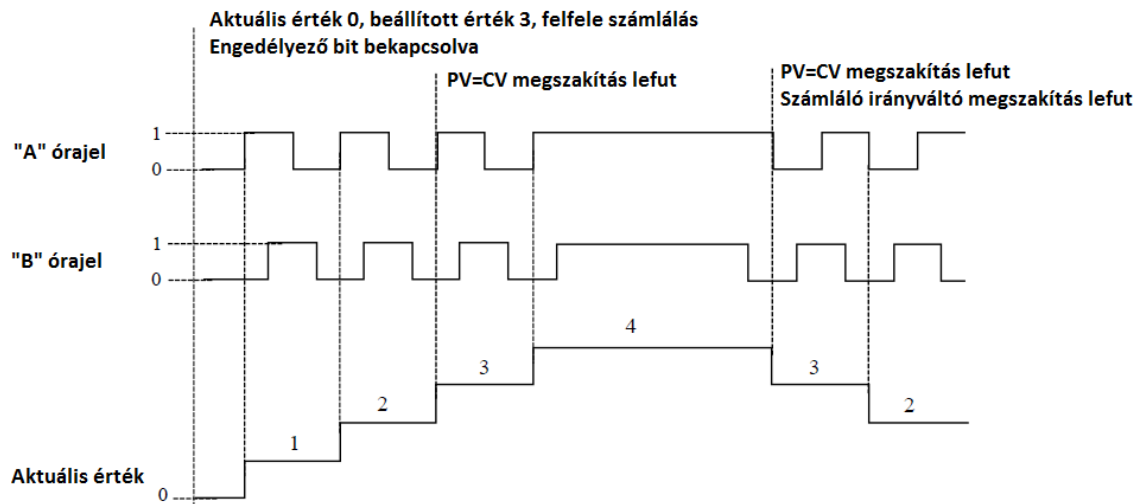 Aktuális érték 0, beállított érték 3, felfele számlálás
Engedélyező bit bekapcsolva
PV=CV megszakítás lefut
PV=CV megszakítás lefut
Számláló irányváltó megszakítás lefut
1
"A" órajel
0
1
"B" órajel
0
4
3
3
2
2
1
Aktuális érték
0